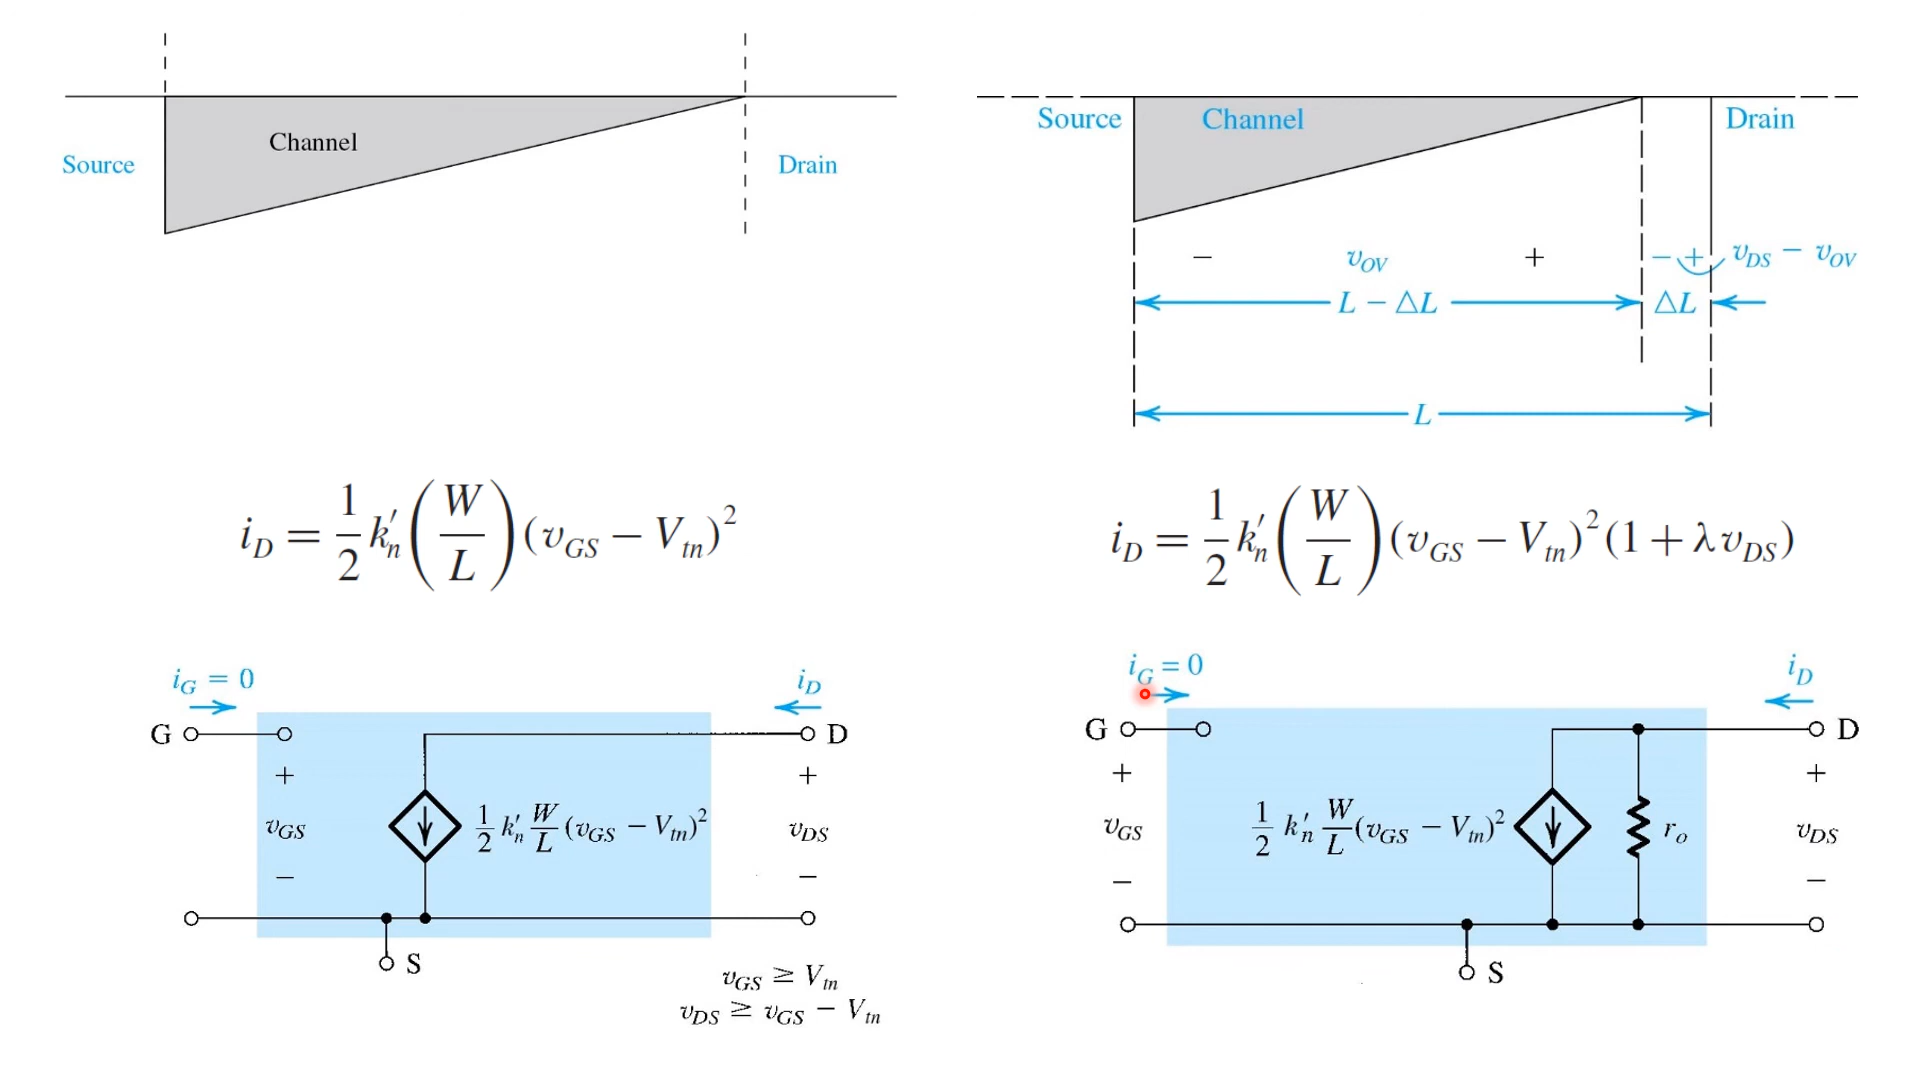 Source
Channel
Drain
Source
Channel
Drain
− v_OV +
− + v_DS − v_OV
L − △L
△L
L
i_D = 1/2 k'_n (W/L) (v_GS − V_tn)^2
i_D = 1/2 k'_n (W/L) (v_GS − V_tn)^2 (1 + λv_DS)
i_G = 0
i_D
G
D
+
+
v_GS
1/2 k'_n W/L (v_GS − V_tn)^2
v_DS
−
−
S
v_GS ≥ V_tn
v_DS ≥ v_GS − V_tn
i_G = 0
i_D
G
D
+
+
v_GS
1/2 k'_n W/L (v_GS − V_tn)^2
r_o
v_DS
−
−
S